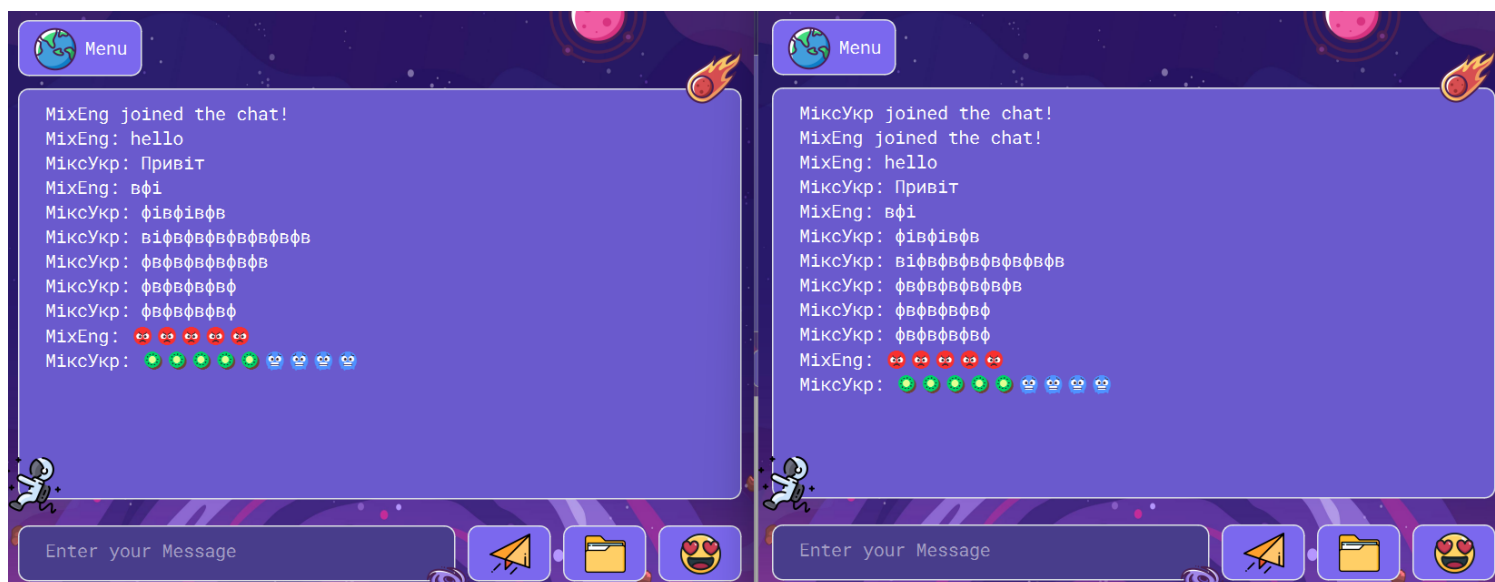 Menu
MixEng joined the chat!
MixEng: hello
МіксУкр: Привіт
MixEng: вфі
МіксУкр: фівфівфв
МіксУкр: віфвфвфвфвфвфвфв
МіксУкр: фвфвфвфвфвфв
МіксУкр: фвфвфвфвф
МіксУкр: фвфвфвфвф
MixEng:
МіксУкр:
Enter your Message
Menu
МіксУкр joined the chat!
MixEng joined the chat!
MixEng: hello
МіксУкр: Привіт
MixEng: вфі
МіксУкр: фівфівфв
МіксУкр: віфвфвфвфвфвфвфв
МіксУкр: фвфвфвфвфвфв
МіксУкр: фвфвфвфвф
МіксУкр: фвфвфвфвф
MixEng:
МіксУкр:
Enter your Message